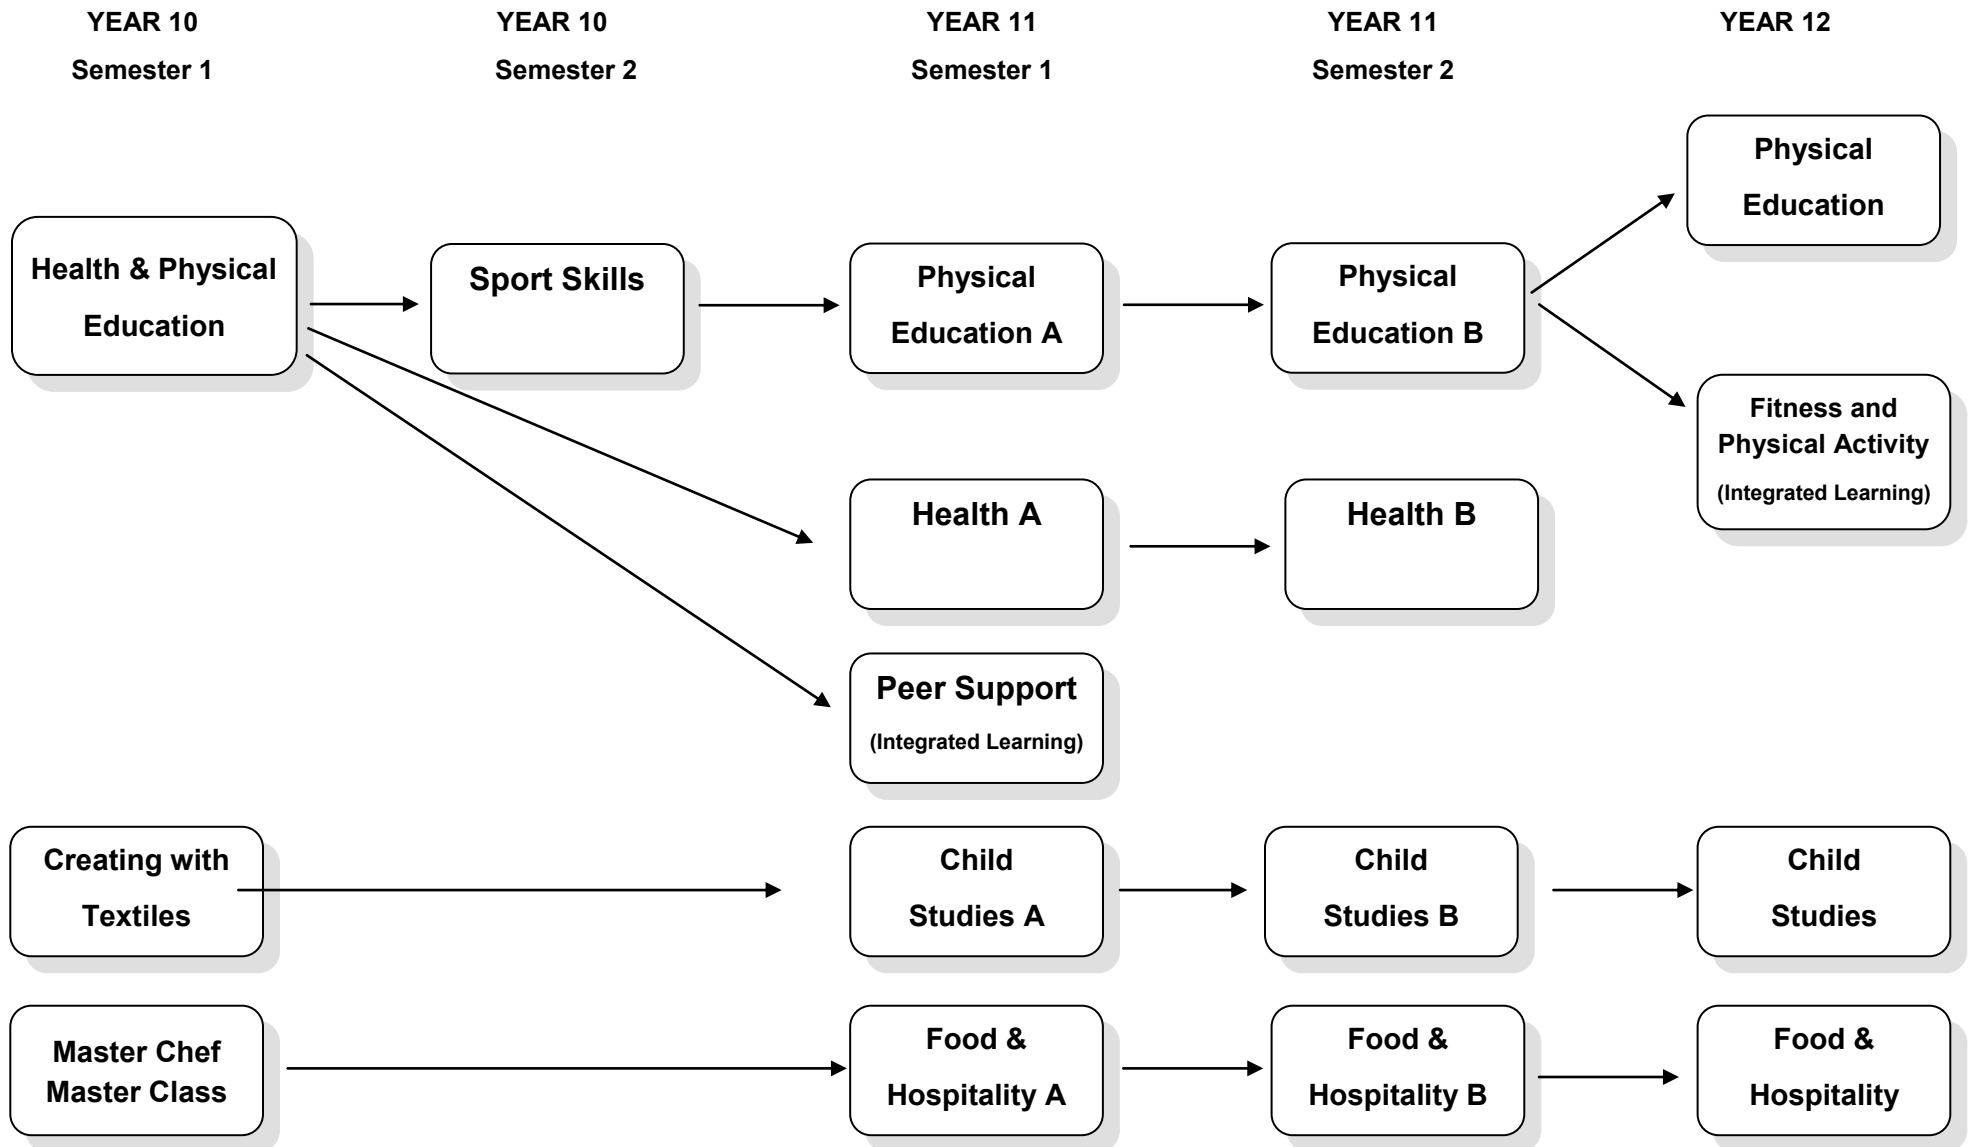 YEAR 10
YEAR 10
YEAR 11
YEAR 11
YEAR 12
Semester 1
Semester 2
Semester 1
Semester 2
Physical
Education
Health & Physical
Education
Sport Skills
Physical
Education A
Physical
Education B
Fitness and
Physical Activity
(Integrated Learning)
Health A
Health B
Peer Support
(Integrated Learning)
Creating with
Textiles
Child
Studies A
Child
Studies B
Child
Studies
Master Chef
Master Class
Food &
Hospitality A
Food &
Hospitality B
Food &
Hospitality